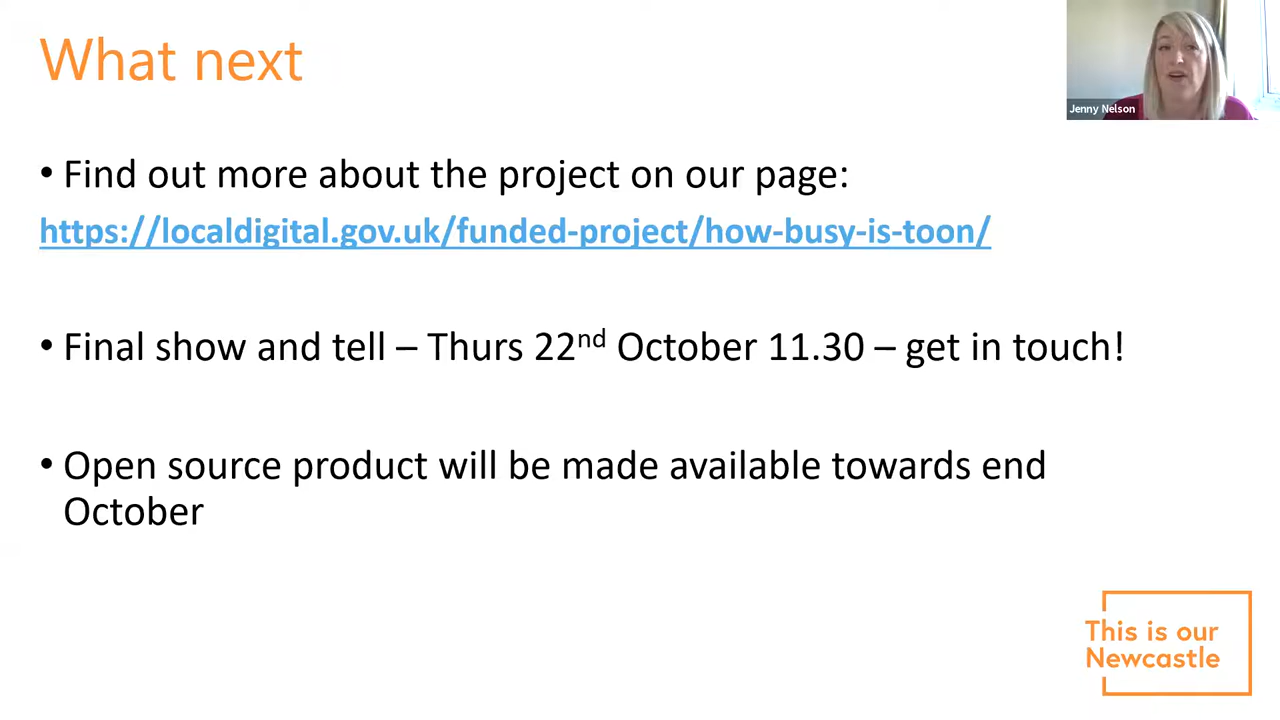 What next
Jenny Nelson
• Find out more about the project on our page:
https://localdigital.gov.uk/funded-project/how-busy-is-toon/
• Final show and tell – Thurs 22nd October 11.30 – get in touch!
• Open source product will be made available towards end
October
This is our
Newcastle